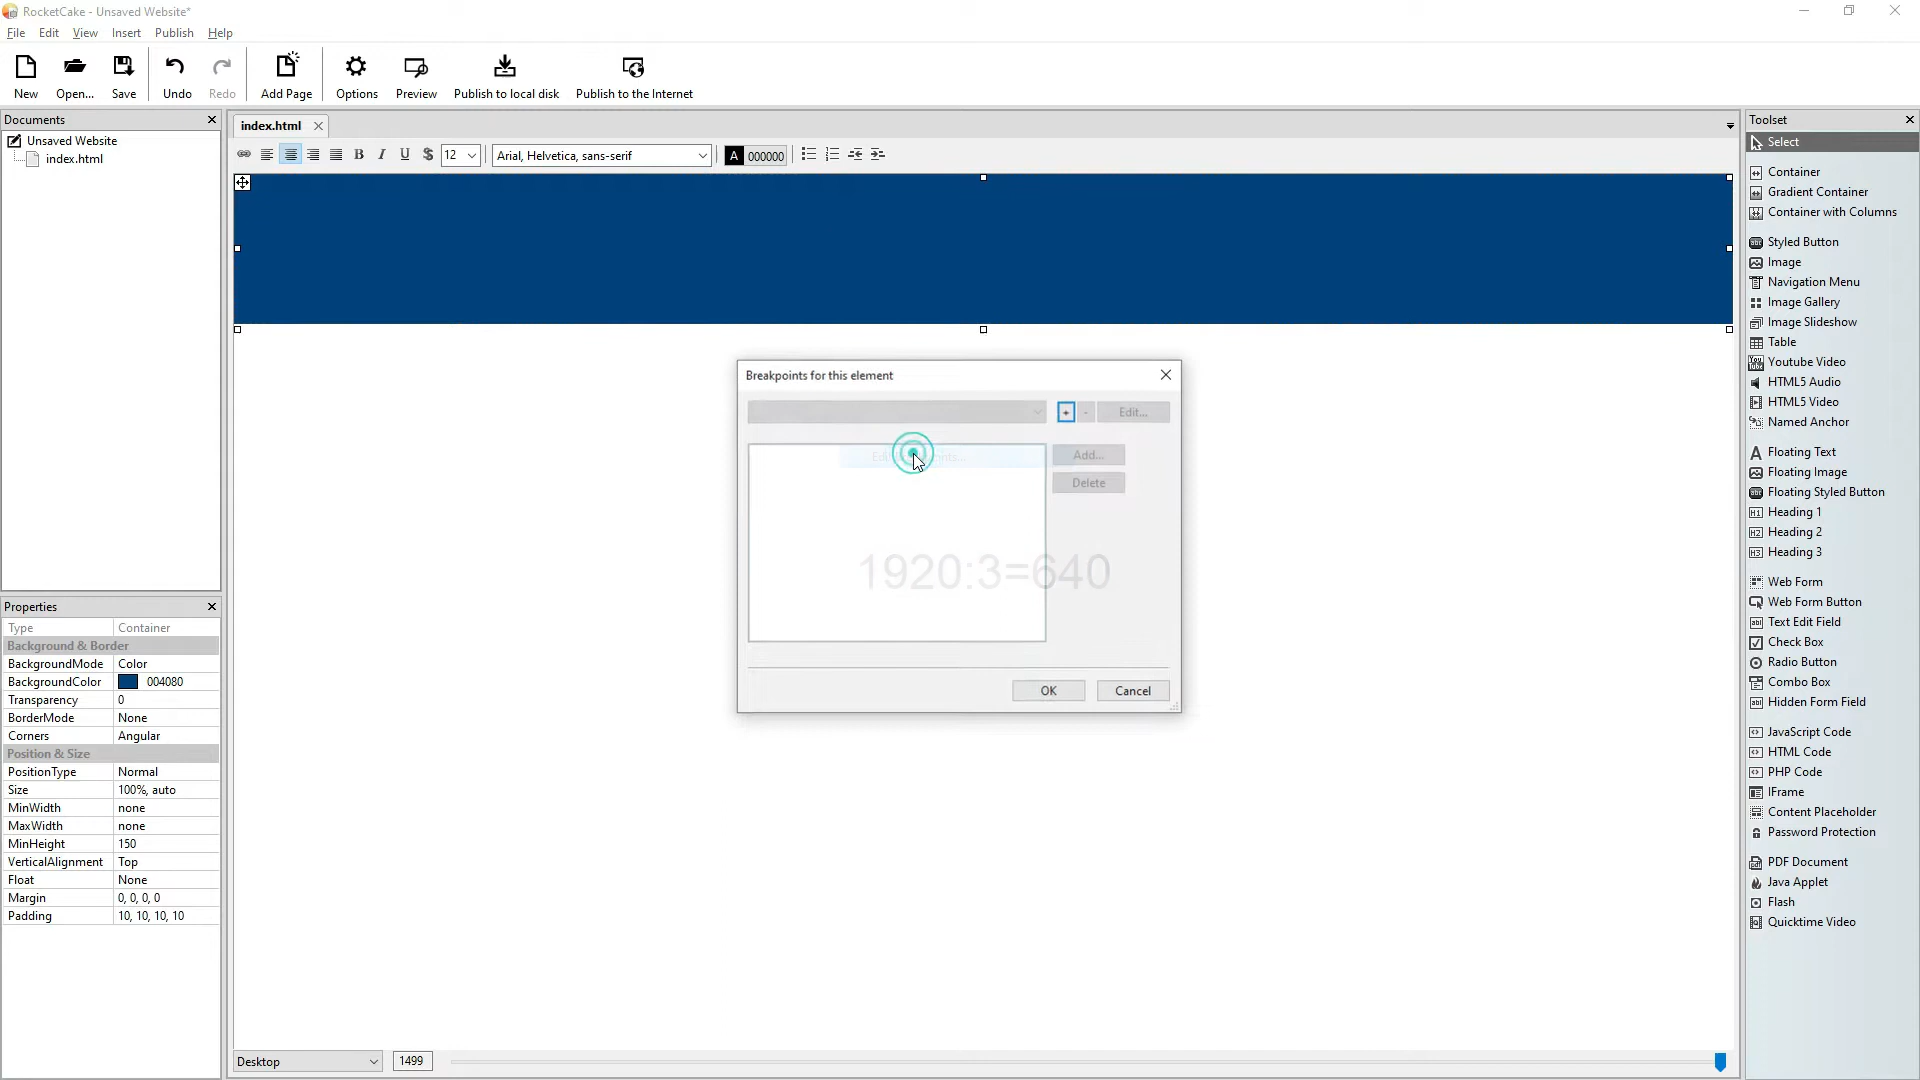 RocketCake - Unsaved Website*
File Edit View Insert Publish Help
New Open... Save Undo Redo Add Page Options Preview Publish to local disk Publish to the Internet
Documents
Unsaved Website
index.html
index.html
B I U $ 12 Arial, Helvetica, sans-serif A 000000
Breakpoints for this element
+ - Edit...
Add...
Delete
1920:3=640
OK Cancel
Properties
Type Container
Background & Border
BackgroundMode Color
BackgroundColor 004080
Transparency 0
BorderMode None
Corners Angular
Position & Size
PositionType Normal
Size 100%, auto
MinWidth none
MaxWidth none
MinHeight 150
VerticalAlignment Top
Float None
Margin 0, 0, 0, 0
Padding 10, 10, 10, 10
Desktop 1499
Toolset
Select
Container
Gradient Container
Container with Columns
Styled Button
Image
Navigation Menu
Image Gallery
Image Slideshow
Table
Youtube Video
HTML5 Audio
HTML5 Video
Named Anchor
Floating Text
Floating Image
Floating Styled Button
Heading 1
Heading 2
Heading 3
Web Form
Web Form Button
Text Edit Field
Check Box
Radio Button
Combo Box
Hidden Form Field
JavaScript Code
HTML Code
PHP Code
IFrame
Content Placeholder
Password Protection
PDF Document
Java Applet
Flash
Quicktime Video